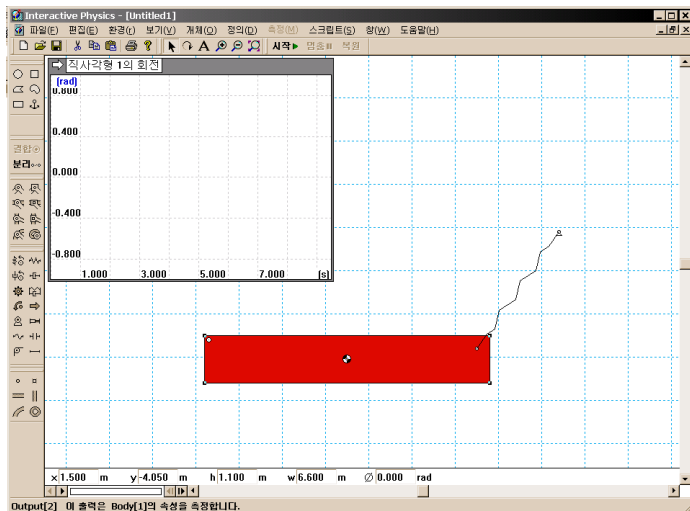 Interactive Physics - [Untitled1]
파일(F) 편집(E) 환경(r) 보기(V) 개체(O) 정의(D) 측정(M) 스크립트(S) 창(W) 도움말(H)
A 시작 멈춤 복원
직사각형 1의 회전
(rad)
0.800
0.400
0.000
-0.400
-0.800
1.000 3.000 5.000 7.000 (s)
결합
분리
x 1.500 m y -4.050 m h 1.100 m w 6.600 m ∅ 0.000 rad
Output[2] 이 출력은 Body[1]의 속성을 측정합니다.